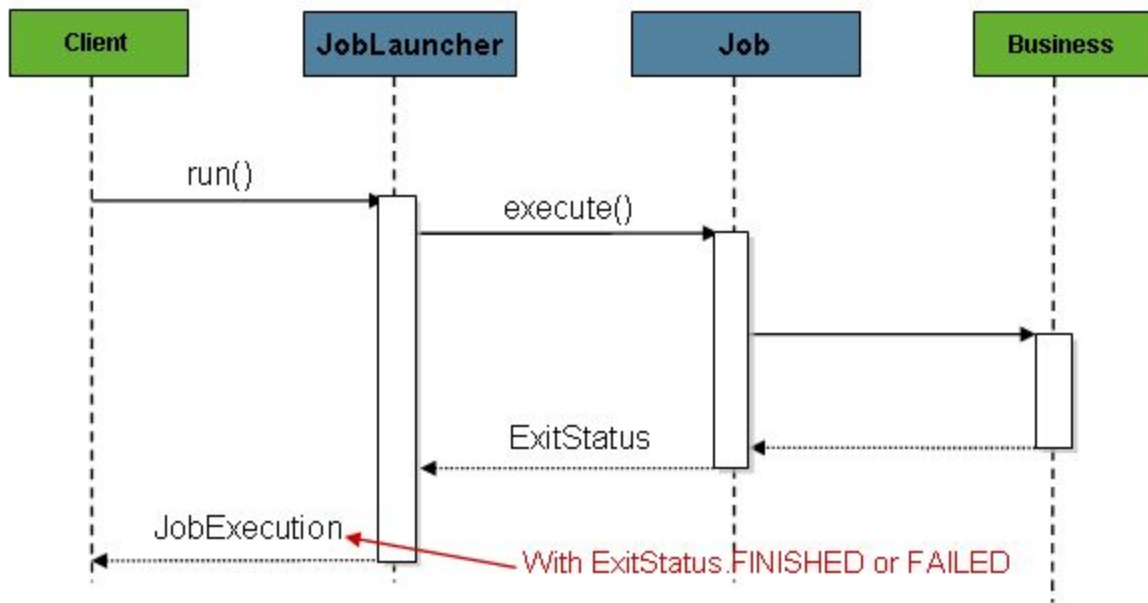 Client
JobLauncher
Job
Business
run()
execute()
ExitStatus
JobExecution
With ExitStatus.FINISHED or FAILED